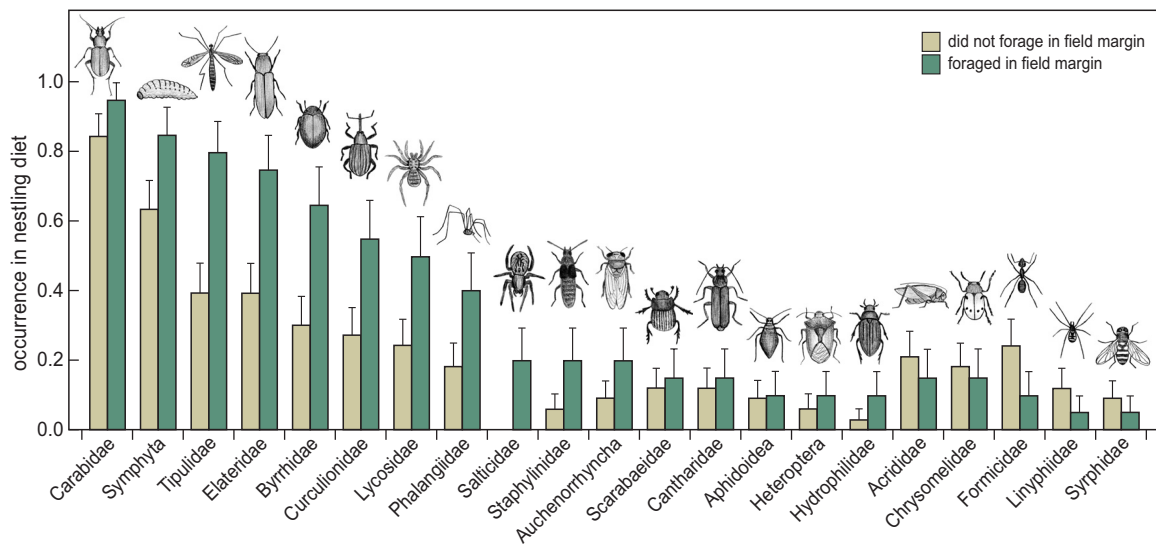 did not forage in field margin
foraged in field margin
occurrence in nestling diet
1.0
0.8
0.6
0.4
0.2
0.0
Carabidae
Symphyta
Tipulidae
Elateridae
Byrrhidae
Curculionidae
Lycosidae
Phalangiidae
Salticidae
Staphylinidae
Auchenorrhyncha
Scarabaeidae
Cantharidae
Aphidoidea
Heteroptera
Hydrophilidae
Acrididae
Chrysomelidae
Formicidae
Linyphiidae
Syrphidae